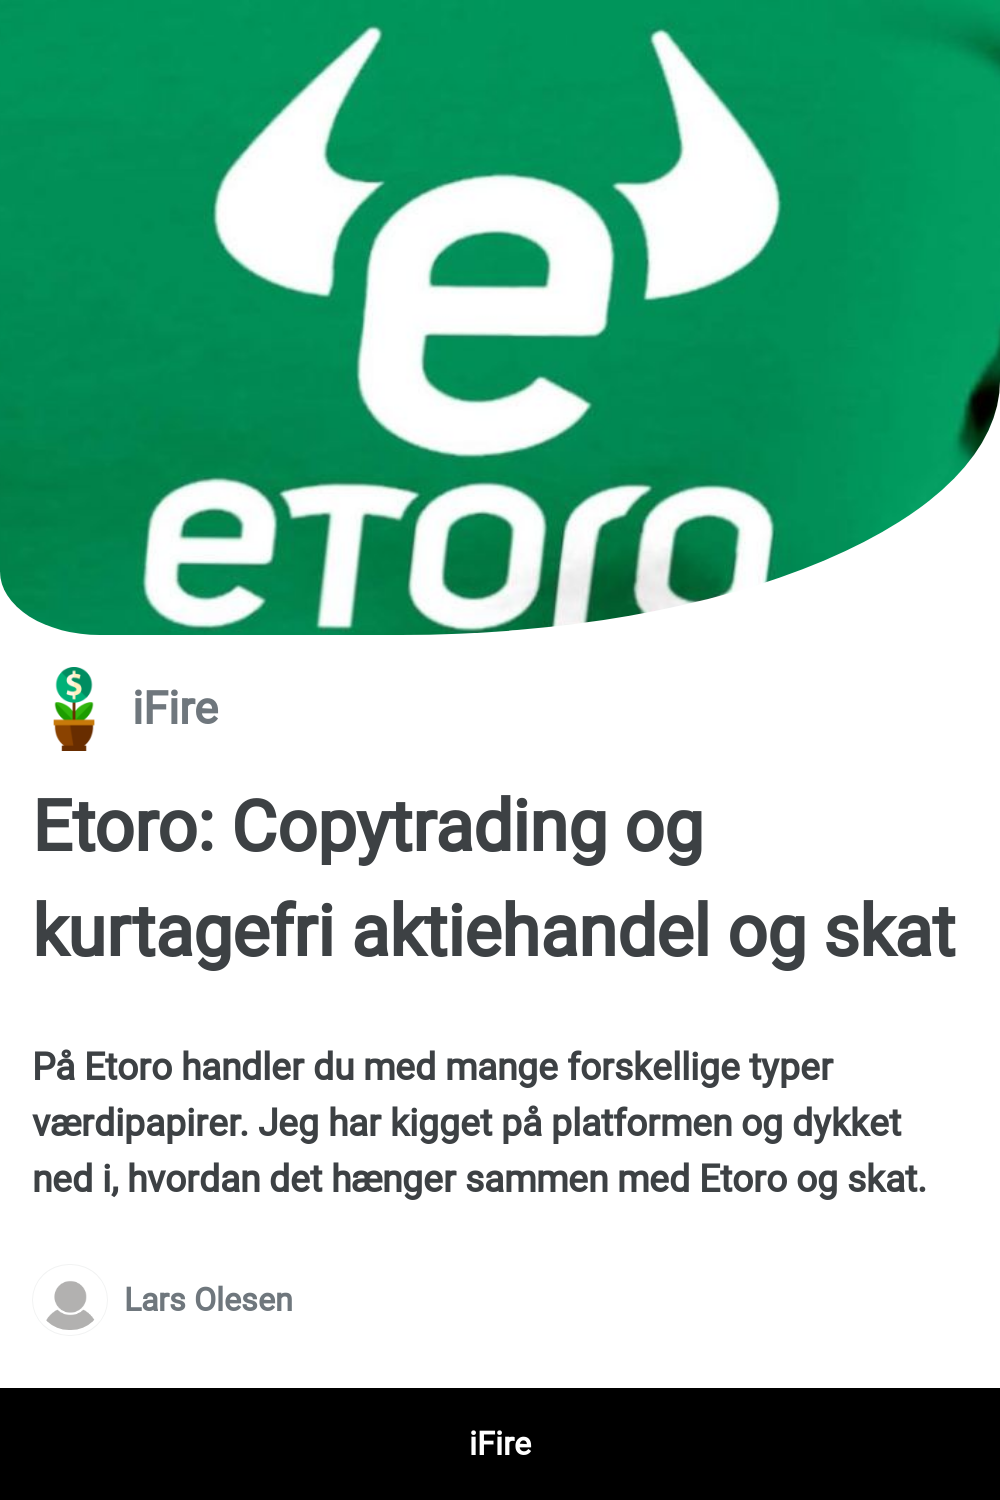 e
eTORO
iFire
Etoro: Copytrading og
kurtagefri aktiehandel og skat
På Etoro handler du med mange forskellige typer
værdipapirer. Jeg har kigget på platformen og dykket
ned i, hvordan det hænger sammen med Etoro og skat.
Lars Olesen
iFire